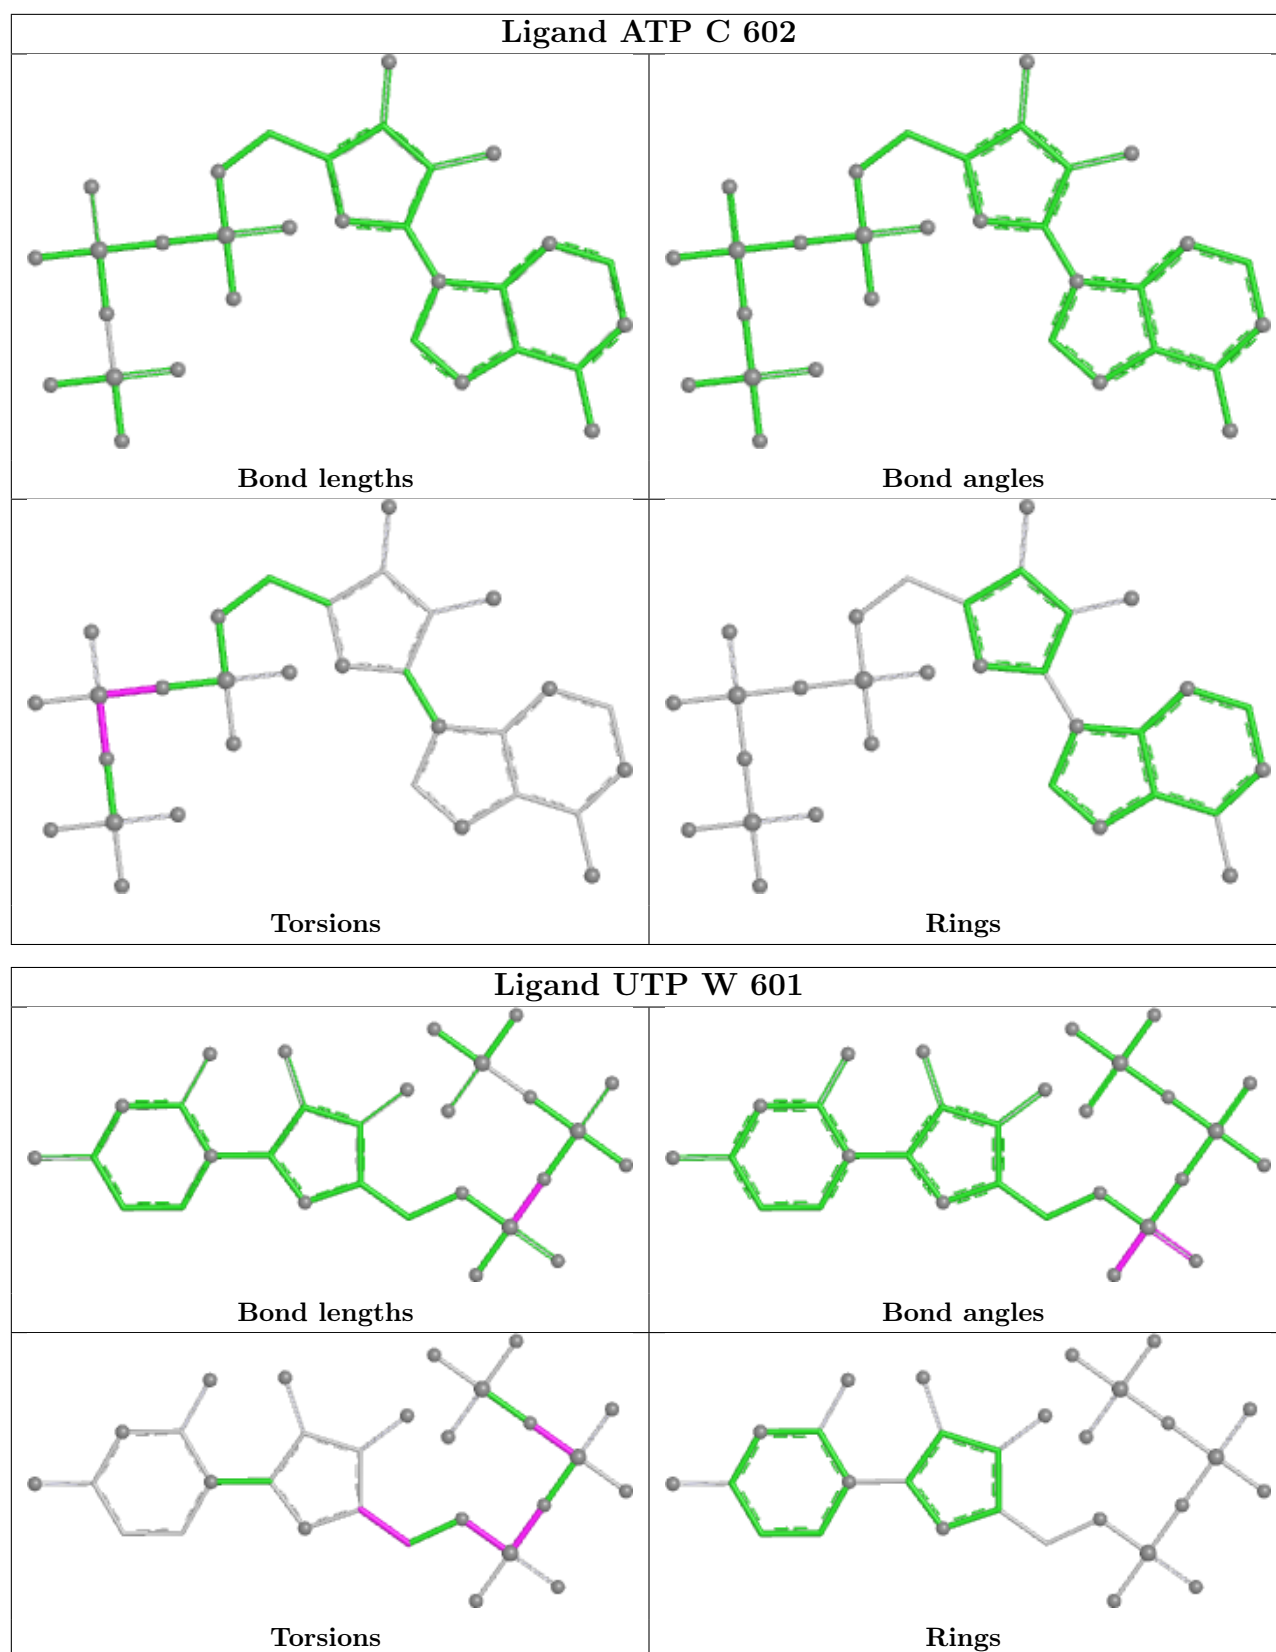 Ligand ATP C 602
Bond lengths
Bond angles
Torsions
Rings
Ligand UTP W 601
Bond lengths
Bond angles
Torsions
Rings